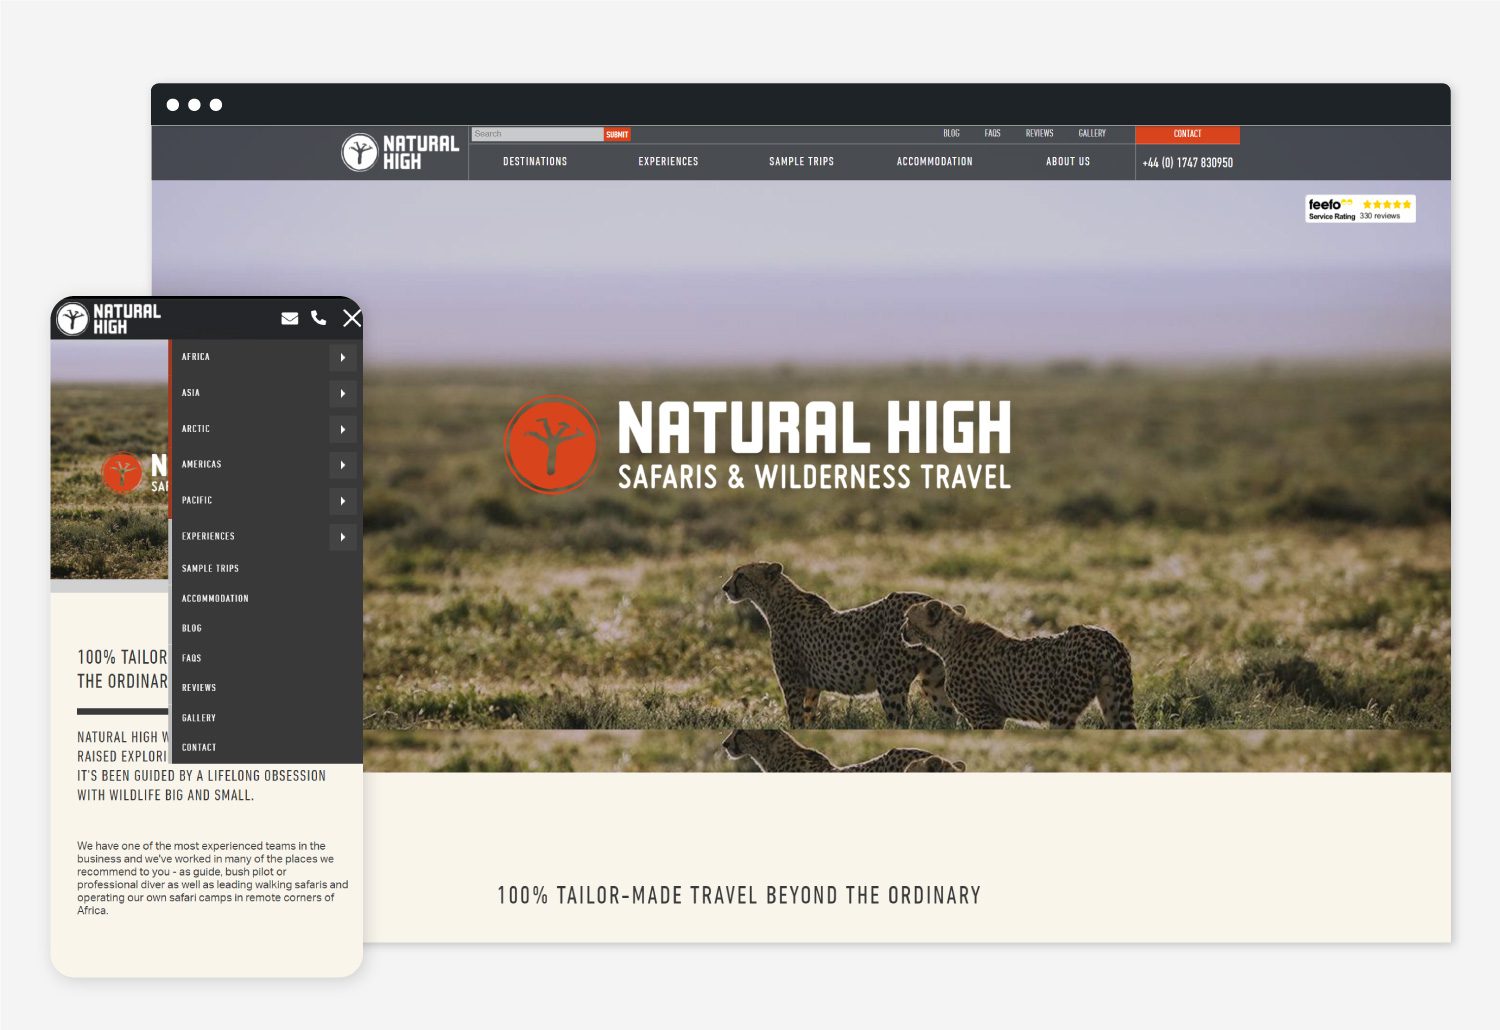 NATURAL
HIGH
Search
SUBMIT
BLOG
FAQS
REVIEWS
GALLERY
CONTACT
DESTINATIONS
EXPERIENCES
SAMPLE TRIPS
ACCOMMODATION
ABOUT US
+44 (0) 1747 830950
feefo
Service Rating 330 reviews
NATURAL HIGH
SAFARIS & WILDERNESS TRAVEL
100% TAILOR-MADE TRAVEL BEYOND THE ORDINARY
NATURAL
HIGH
AFRICA
ASIA
ARCTIC
AMERICAS
PACIFIC
EXPERIENCES
SAMPLE TRIPS
ACCOMMODATION
BLOG
FAQS
REVIEWS
GALLERY
CONTACT
N
SAF
100% TAILOR
THE ORDINAR
NATURAL HIGH W
RAISED EXPLORI
IT'S BEEN GUIDED BY A LIFELONG OBSESSION
WITH WILDLIFE BIG AND SMALL.
We have one of the most experienced teams in the
business and we've worked in many of the places we
recommend to you - as guide, bush pilot or
professional diver as well as leading walking safaris and
operating our own safari camps in remote corners of
Africa.